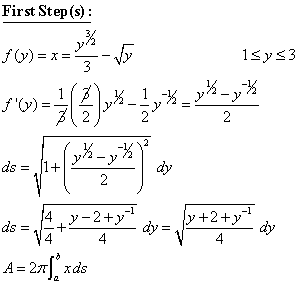 First Step(s):
f(y) = x = y^{3/2}/3 − √y    1 ≤ y ≤ 3
f'(y) = 1/3 (3/2) y^{1/2} − 1/2 y^{−1/2} = (y^{1/2} − y^{−1/2})/2
ds = √(1 + ((y^{1/2} − y^{−1/2})/2)^2) dy
ds = √(4/4 + (y − 2 + y^{−1})/4) dy = √((y + 2 + y^{−1})/4) dy
A = 2π∫_a^b x ds